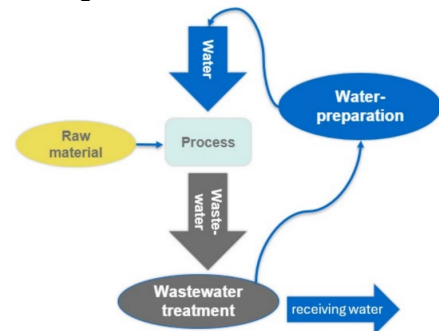 Water
Water-
preparation
Raw
material
Process
Waste-
water
Wastewater
treatment
receiving water